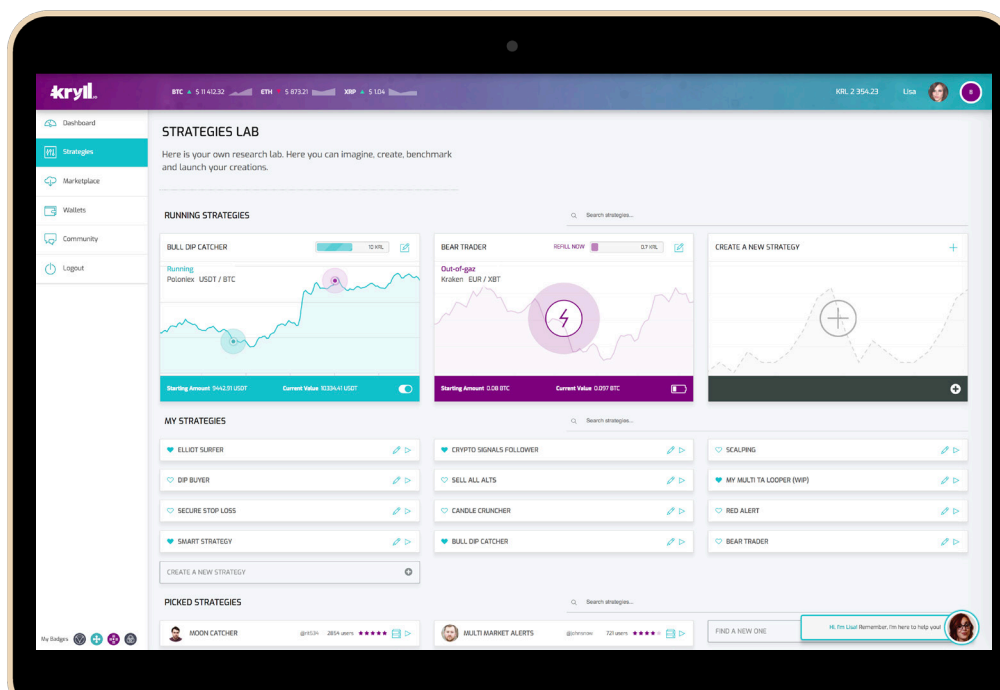 kryll
BTC ▲ $ 11 412.32 ETH $ 873.21 XRP ▲ $ 1.04
KRL 2 354.23 Lisa
Dashboard
Strategies
Marketplace
Wallets
Community
Logout
My Badges
STRATEGIES LAB
Here is your own research lab. Here you can imagine, create, benchmark
and launch your creations.
RUNNING STRATEGIES
Search strategies...
BULL DIP CATCHER 10 KRL
Running
Poloniex USDT / BTC
Starting Amount 9442.91 USDT Current Value 10334.41 USDT
BEAR TRADER REFILL NOW 0.7 KRL
Out-of-gaz
Kraken EUR / XBT
Starting Amount 0.08 BTC Current Value 0.097 BTC
CREATE A NEW STRATEGY
MY STRATEGIES
Search strategies...
ELLIOT SURFER
CRYPTO SIGNALS FOLLOWER
SCALPING
DIP BUYER
SELL ALL ALTS
MY MULTI TA LOOPER (WIP)
SECURE STOP LOSS
CANDLE CRUNCHER
RED ALERT
SMART STRATEGY
BULL DIP CATCHER
BEAR TRADER
CREATE A NEW STRATEGY
PICKED STRATEGIES
Search strategies...
MOON CATCHER 2854 users ★★★★★
MULTI MARKET ALERTS 721 users ★★★★
FIND A NEW ONE
Hi, I'm Lisa! Remember, I'm here to help you!